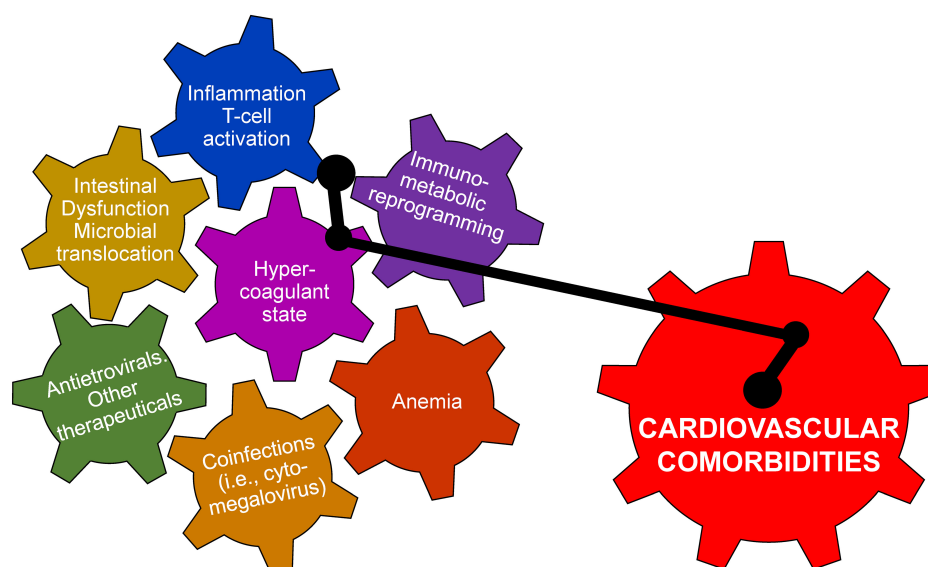 Inflammation
T-cell
activation
Immuno-
metabolic
reprogramming
Intestinal
Dysfunction
Microbial
translocation
Hyper-
coagulant
state
Antietrovirals.
Other
therapeuticals
Anemia
Coinfections
(i.e., cyto-
megalovirus)
CARDIOVASCULAR
COMORBIDITIES